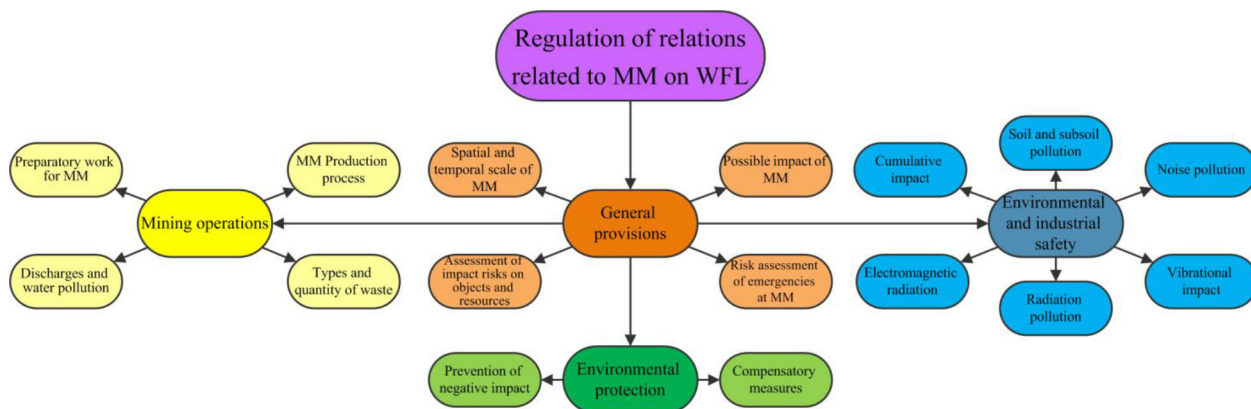 Regulation of relations
related to MM on WFL
Preparatory work
for MM
MM Production
process
Mining operations
Discharges and
water pollution
Types and
quantity of waste
Spatial and
temporal scale of
MM
Possible impact of
MM
General
provisions
Assessment of
impact risks on
objects and
resources
Risk assessment
of emergencies
at MM
Cumulative
impact
Soil and subsoil
pollution
Noise pollution
Environmental
and industrial
safety
Electromagnetic
radiation
Radiation
pollution
Vibrational
impact
Prevention of
negative impact
Environmental
protection
Compensatory
measures